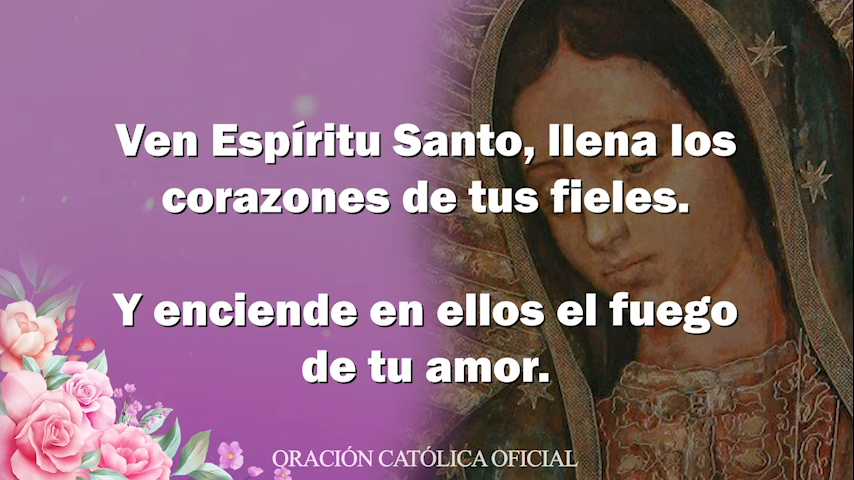 Ven Espíritu Santo, llena los
corazones de tus fieles.
Y enciende en ellos el fuego
de tu amor.
ORACIÓN CATÓLICA OFICIAL